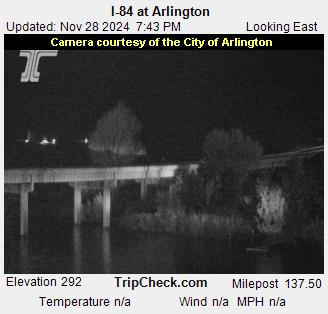 I-84 at Arlington
Updated: Nov 28 2024 7:43 PM Looking East
Camera courtesy of the City of Arlington
Elevation 292 TripCheck.com Milepost 137.50
Temperature n/a Wind n/a MPH n/a